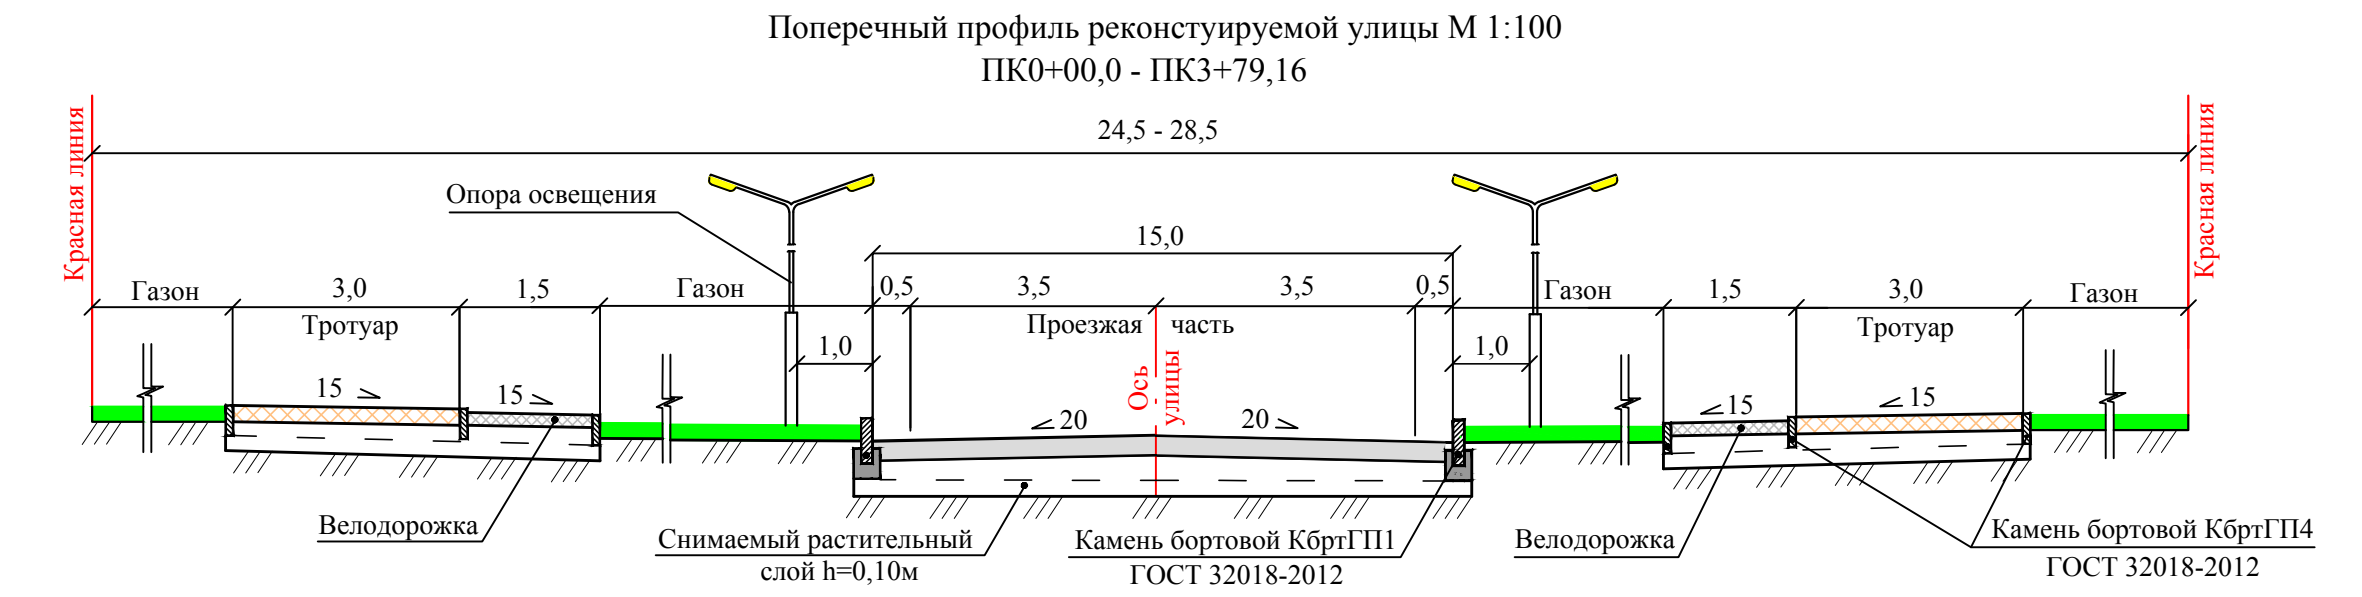 Поперечный профиль реконстуируемой улицы М 1:100
ПК0+00,0 - ПК3+79,16
24,5 - 28,5
Красная линия
Красная линия
Опора освещения
15,0
Газон
3,0
1,5
Газон
0,5
3,5
3,5
0,5
Газон
1,5
3,0
Газон
Тротуар
Проезжая часть
Тротуар
1,0
1,0
Ось
улицы
15
15
20
20
15
15
Велодорожка
Снимаемый растительный
слой h=0,10м
Камень бортовой КбртГП1
ГОСТ 32018-2012
Велодорожка
Камень бортовой КбртГП4
ГОСТ 32018-2012